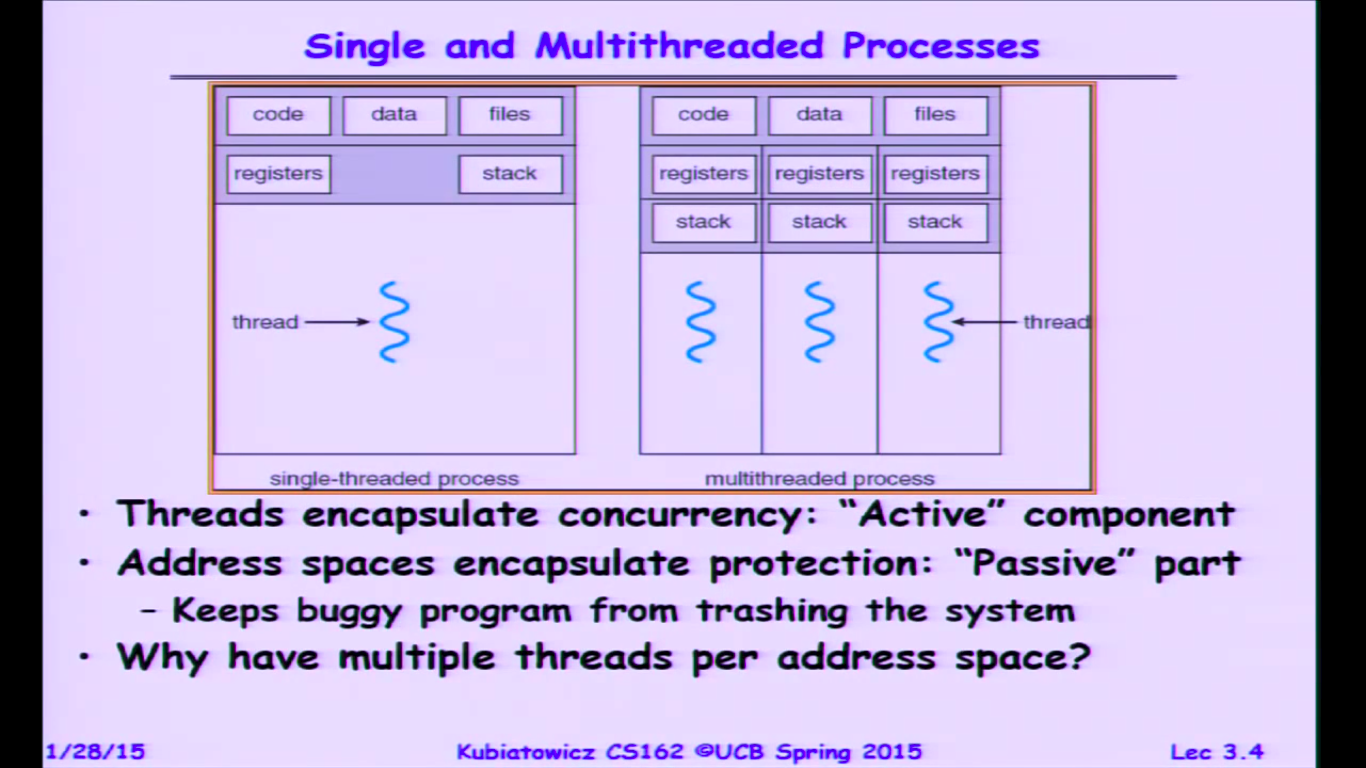 Single and Multithreaded Processes
code data files code data files
registers stack registers registers registers
stack stack stack
thread thread
single-threaded process multithreaded process
• Threads encapsulate concurrency: “Active” component
• Address spaces encapsulate protection: “Passive” part
– Keeps buggy program from trashing the system
• Why have multiple threads per address space?
1/28/15 Kubiatowicz CS162 ©UCB Spring 2015 Lec 3.4